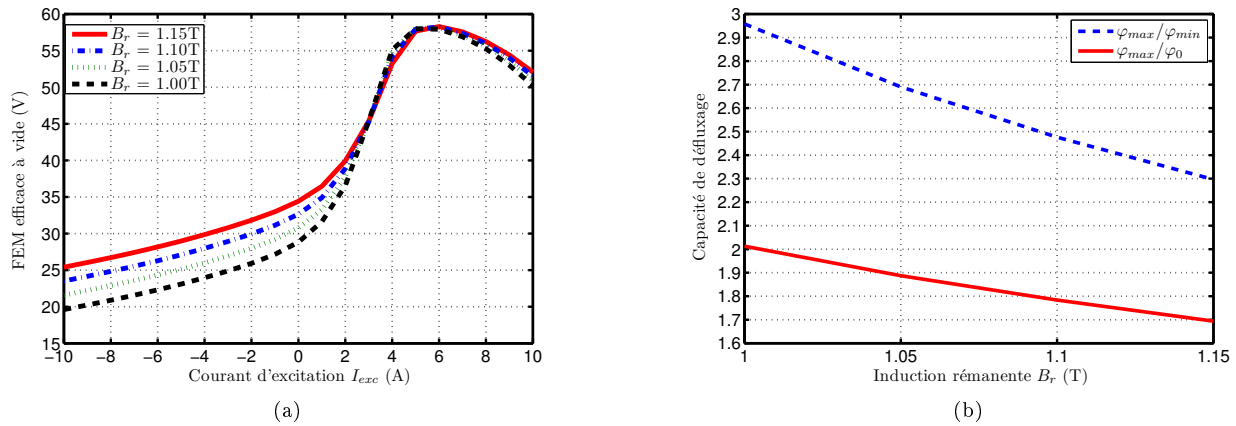 60
55
50
45
40
35
30
25
20
15
FEM efficace à vide (V)
B_r = 1.15T
B_r = 1.10T
B_r = 1.05T
B_r = 1.00T
−10 −8 −6 −4 −2 0 2 4 6 8 10
Courant d'excitation I_exc (A)
(a)
3
2.9
2.8
2.7
2.6
2.5
2.4
2.3
2.2
2.1
2
1.9
1.8
1.7
1.6
Capacité de défluxage
φ_max/φ_min
φ_max/φ_0
1 1.05 1.1 1.15
Induction rémanente B_r (T)
(b)